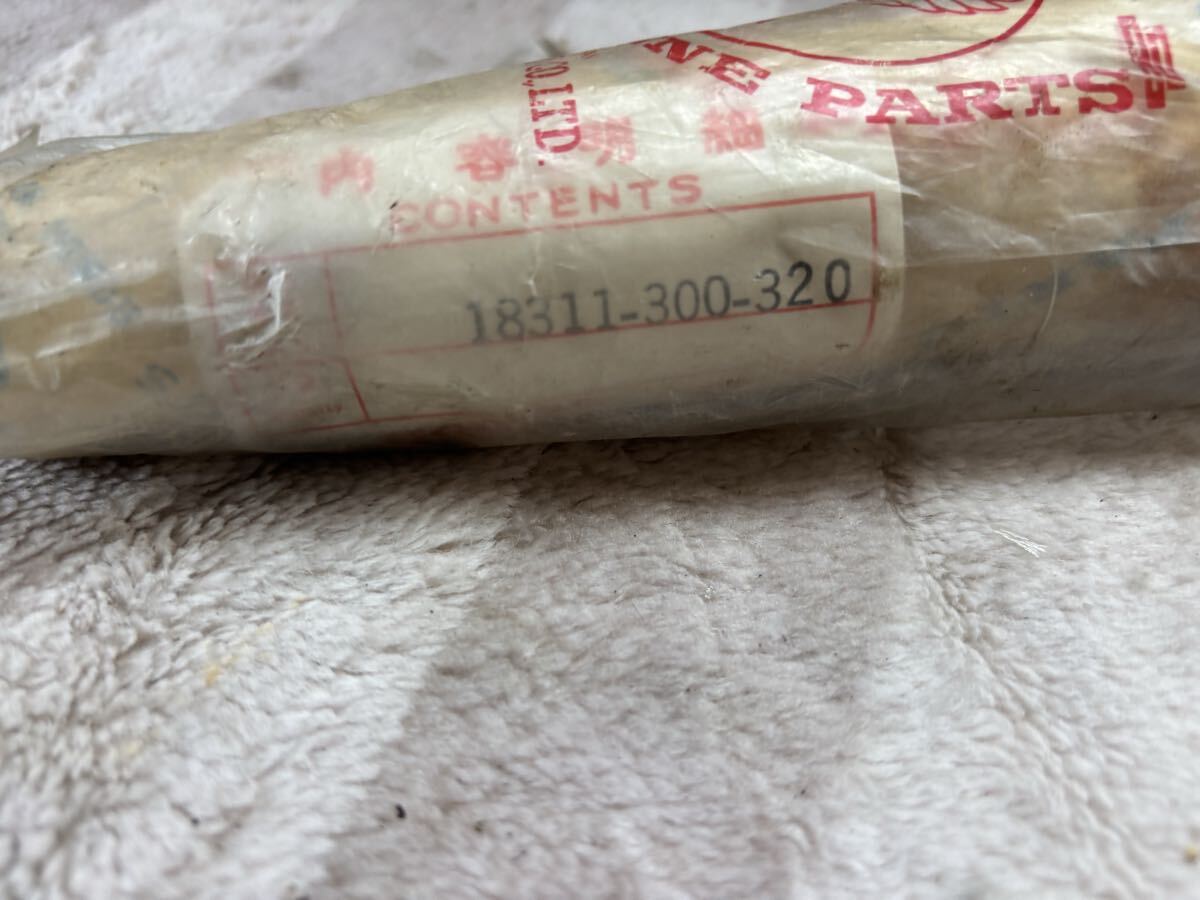 NE PARTS
CO., LTD.
内容明細
CONTENTS
18311-300-320